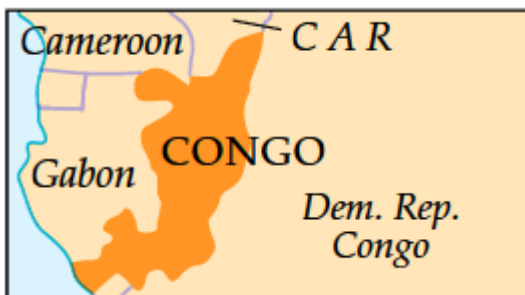 Cameroon
C A R
CONGO
Gabon
Dem. Rep.
Congo